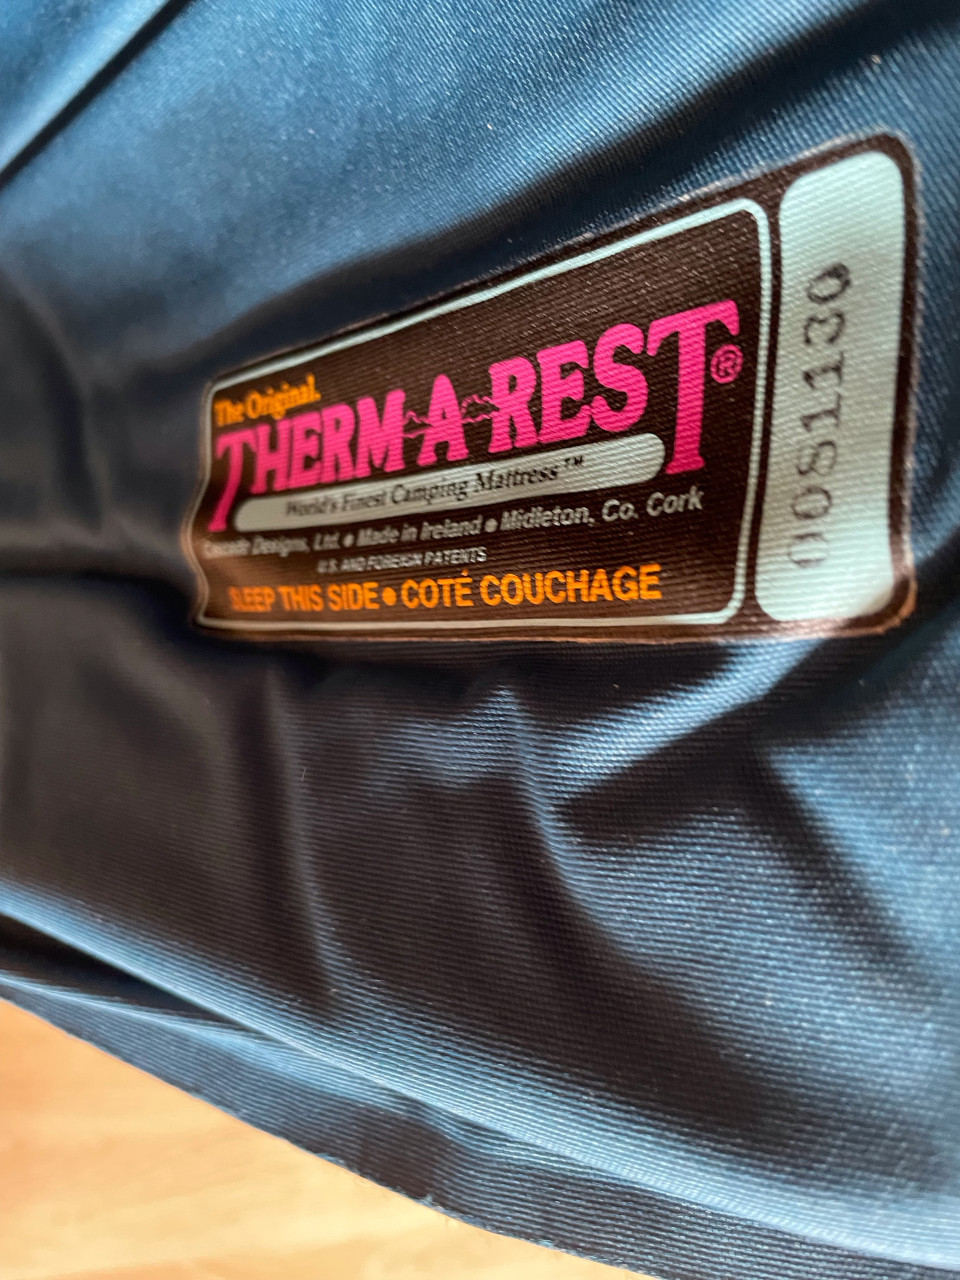 The Original.
THERM-A-REST®
World's Finest Camping Mattress™
Cascade Designs, Ltd. • Made in Ireland • Midleton, Co. Cork
U.S. AND FOREIGN PATENTS
SLEEP THIS SIDE • COTÉ COUCHAGE
0081130